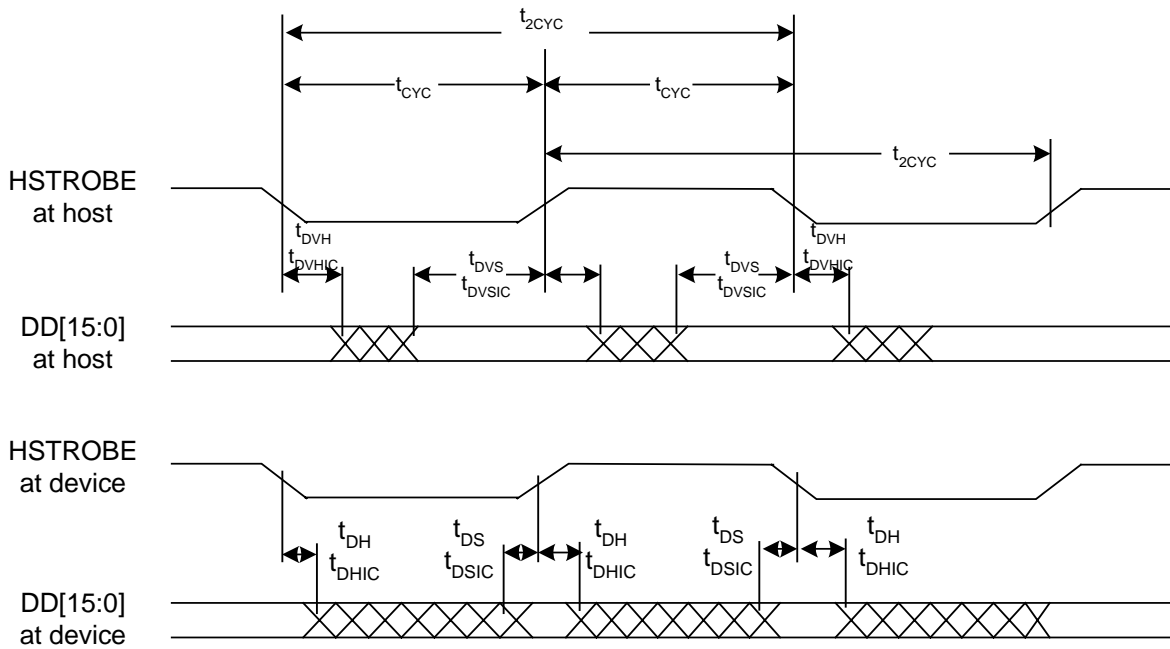 t2CYC
tCYC
tCYC
t2CYC
HSTROBE
at host
tDVH
tDVHIC
tDVS
tDVSIC
tDVS
tDVSIC
tDVH
tDVHIC
DD[15:0]
at host
HSTROBE
at device
tDH
tDHIC
tDS
tDSIC
tDH
tDHIC
tDS
tDSIC
tDH
tDHIC
DD[15:0]
at device